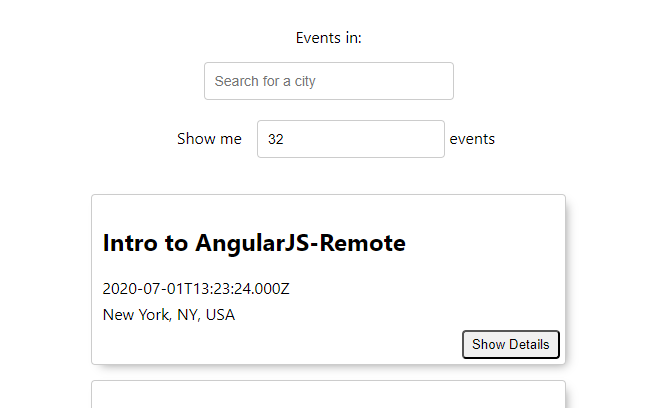 Events in:
Search for a city
Show me 32 events
Intro to AngularJS-Remote
2020-07-01T13:23:24.000Z
New York, NY, USA
Show Details